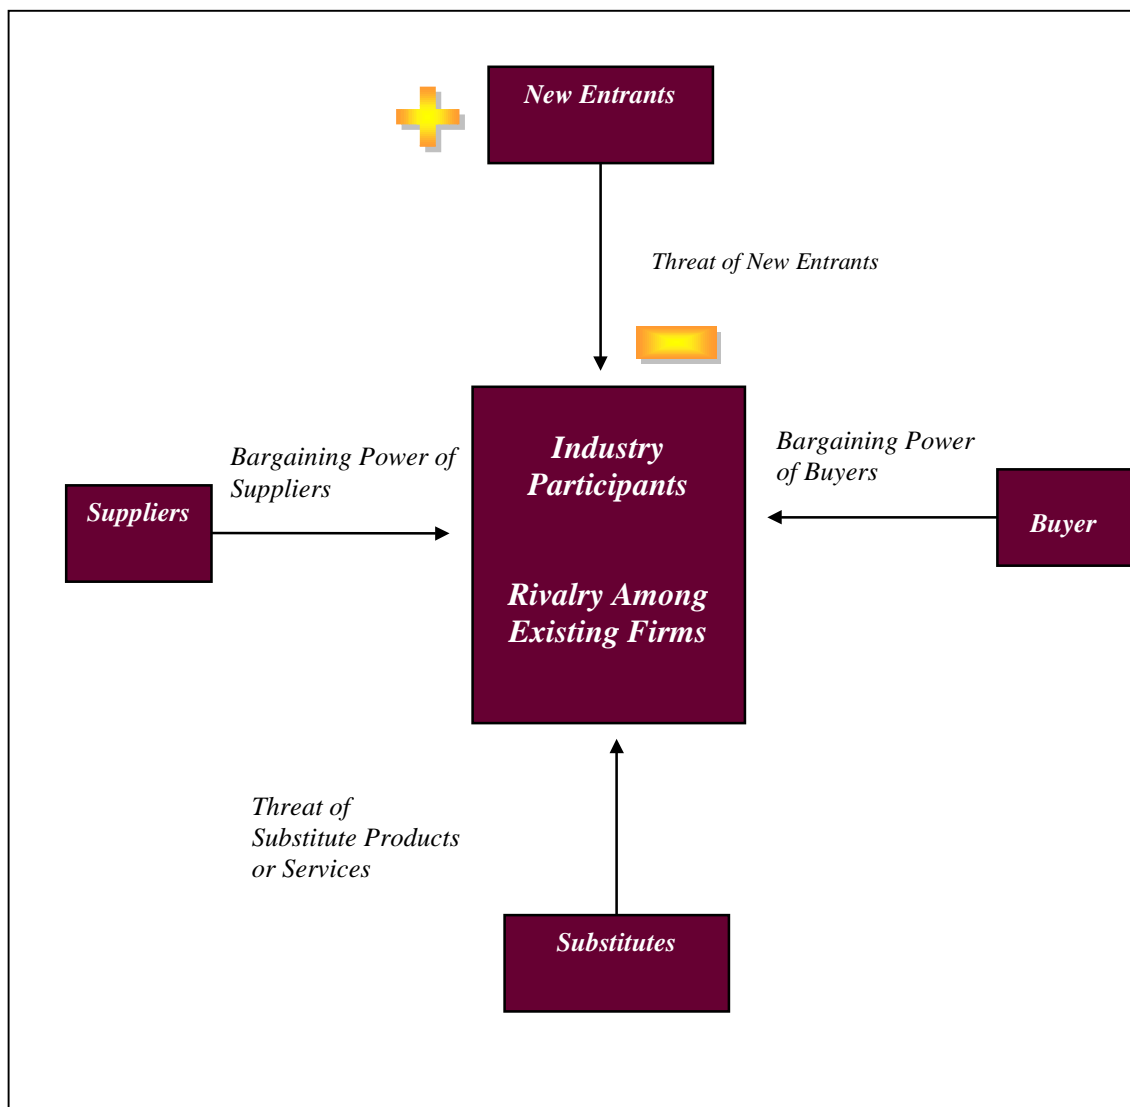 New Entrants
Threat of New Entrants
Bargaining Power of
Suppliers
Suppliers
Industry
Participants
Rivalry Among
Existing Firms
Bargaining Power
of Buyers
Buyer
Threat of
Substitute Products
or Services
Substitutes